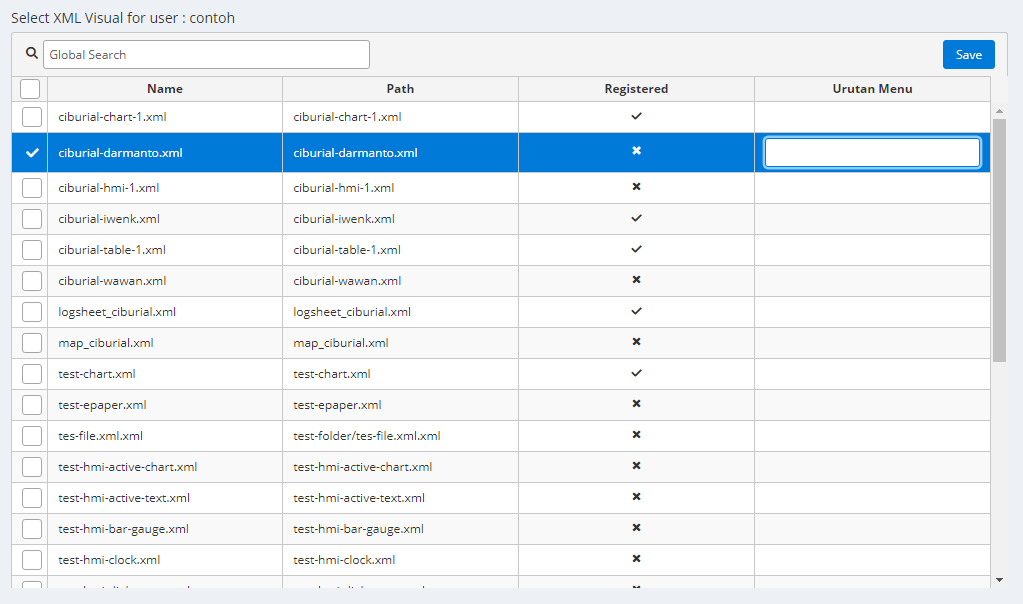 Select XML Visual for user : contoh
Global Search
Save
Name Path Registered Urutan Menu
ciburial-chart-1.xml ciburial-chart-1.xml
ciburial-darmanto.xml ciburial-darmanto.xml
ciburial-hmi-1.xml ciburial-hmi-1.xml
ciburial-iwenk.xml ciburial-iwenk.xml
ciburial-table-1.xml ciburial-table-1.xml
ciburial-wawan.xml ciburial-wawan.xml
logsheet_ciburial.xml logsheet_ciburial.xml
map_ciburial.xml map_ciburial.xml
test-chart.xml test-chart.xml
test-epaper.xml test-epaper.xml
tes-file.xml.xml test-folder/tes-file.xml.xml
test-hmi-active-chart.xml test-hmi-active-chart.xml
test-hmi-active-text.xml test-hmi-active-text.xml
test-hmi-bar-gauge.xml test-hmi-bar-gauge.xml
test-hmi-clock.xml test-hmi-clock.xml